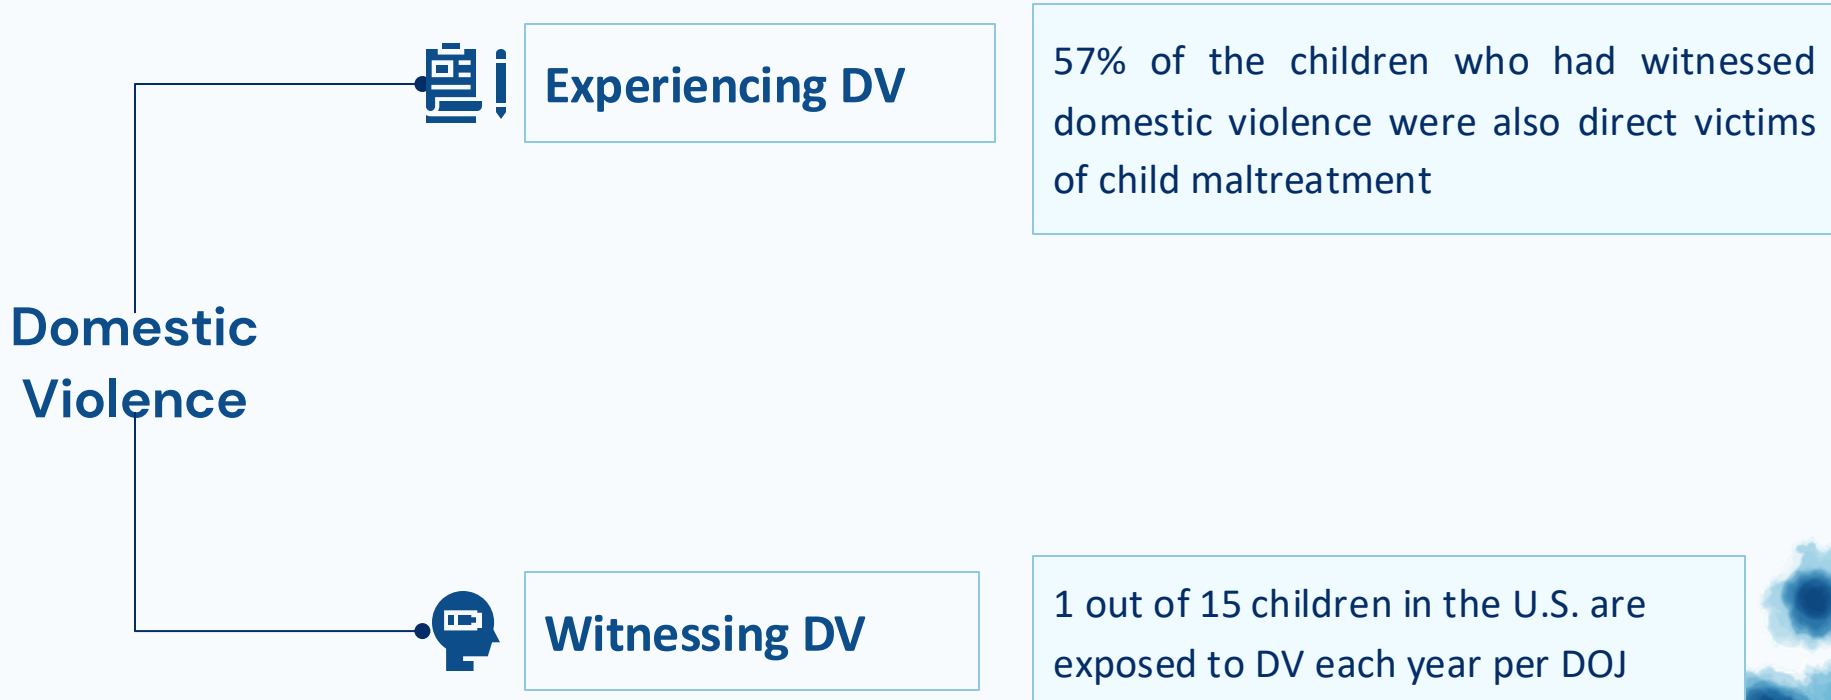 Experiencing DV
57% of the children who had witnessed
domestic violence were also direct victims
of child maltreatment
Domestic
Violence
Witnessing DV
1 out of 15 children in the U.S. are
exposed to DV each year per DOJ